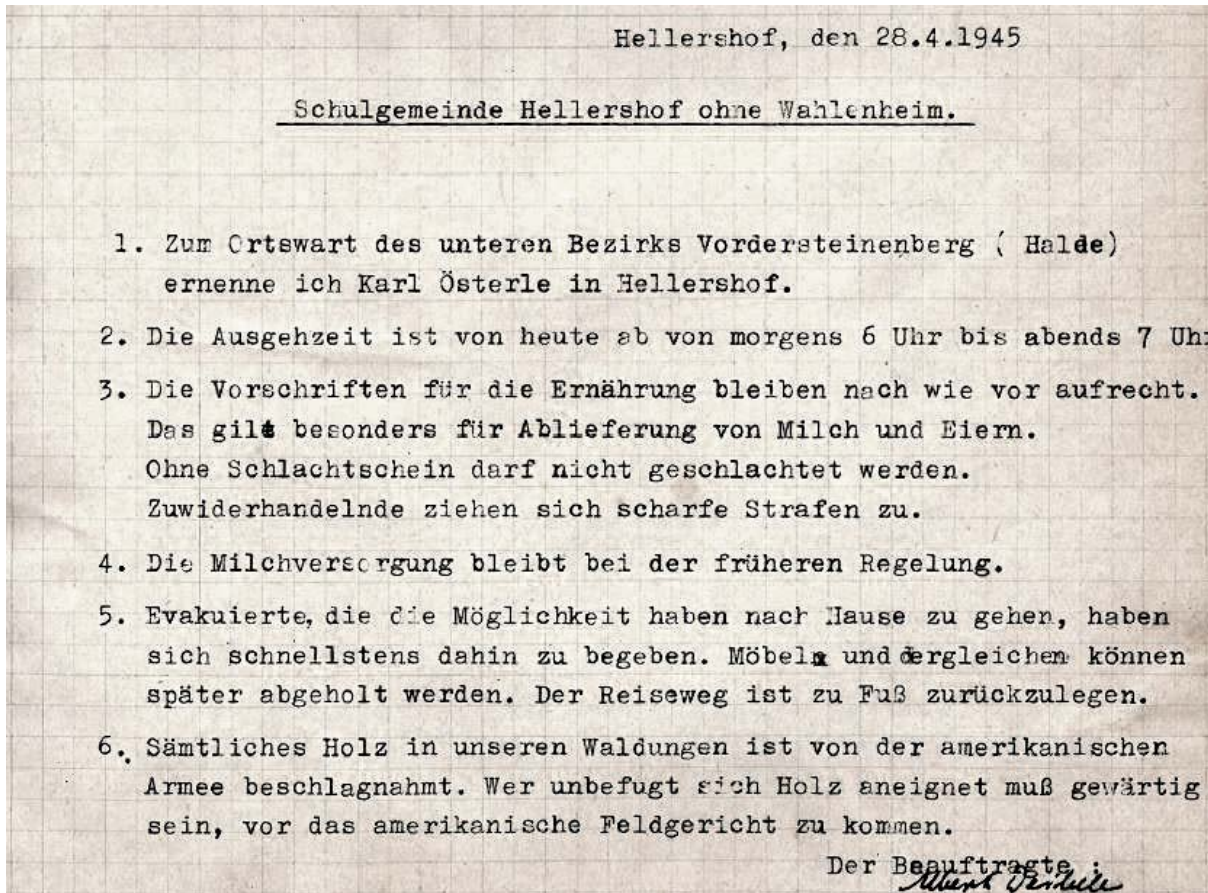 Hellershof, den 28.4.1945
Schulgemeinde Hellershof ohne Wahlenheim.
1. Zum Ortswart des unteren Bezirks Vordersteinenberg ( Halde)
ernenne ich Karl Österle in Hellershof.
2. Die Ausgehzeit ist von heute ab von morgens 6 Uhr bis abends 7 Uhr
3. Die Vorschriften für die Ernährung bleiben nach wie vor aufrecht.
Das gilt besonders für Ablieferung von Milch und Eiern.
Ohne Schlachtschein darf nicht geschlachtet werden.
Zuwiderhandelnde ziehen sich scharfe Strafen zu.
4. Die Milchversorgung bleibt bei der früheren Regelung.
5. Evakuierte, die die Möglichkeit haben nach Hause zu gehen, haben
sich schnellstens dahin zu begeben. Möbel und dergleichen können
später abgeholt werden. Der Reiseweg ist zu Fuß zurückzulegen.
6. Sämtliches Holz in unseren Waldungen ist von der amerikanischen
Armee beschlagnahmt. Wer unbefugt sich Holz aneignet muß gewärtig
sein, vor das amerikanische Feldgericht zu kommen.
Der Beauftragte :
Albert